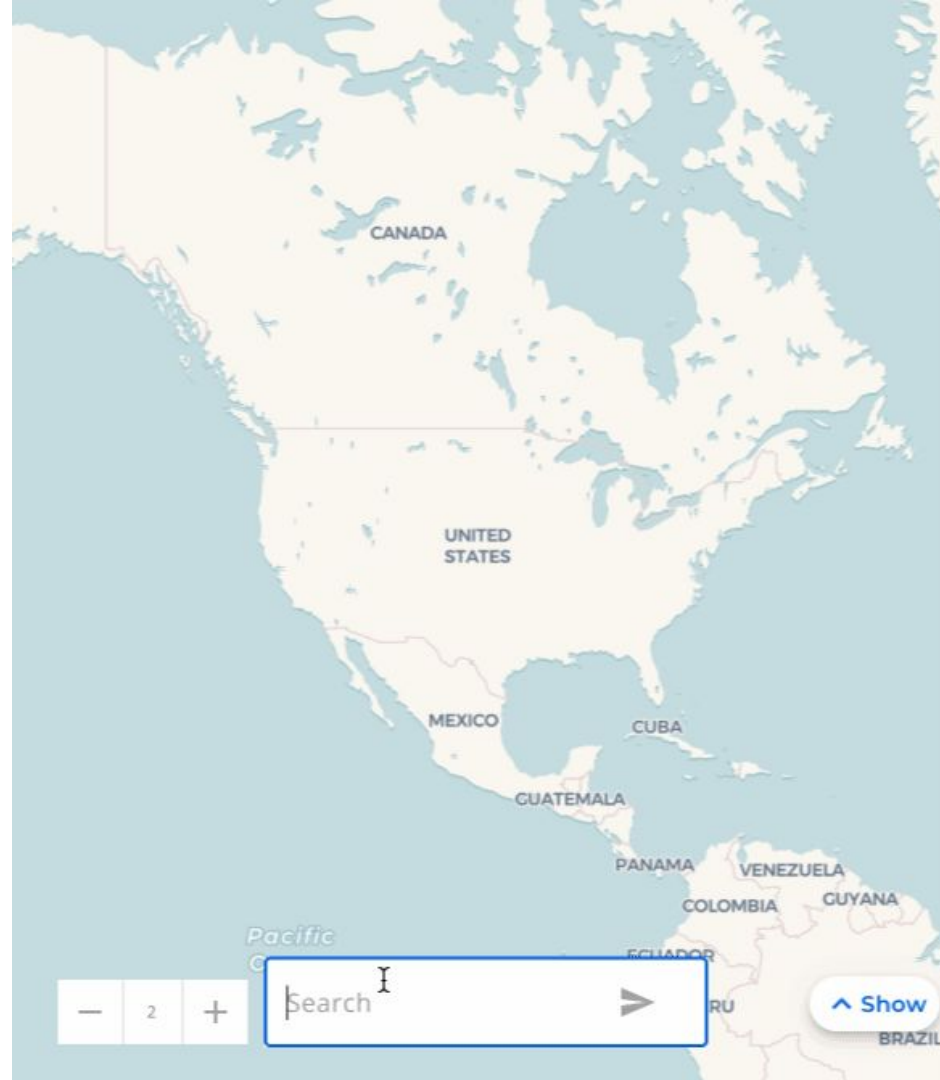 CANADA
UNITED
STATES
MEXICO
CUBA
GUATEMALA
PANAMA
VENEZUELA
COLOMBIA
GUYANA
Pacific
ECUADOR
2
Search
RU
Show
BRAZIL